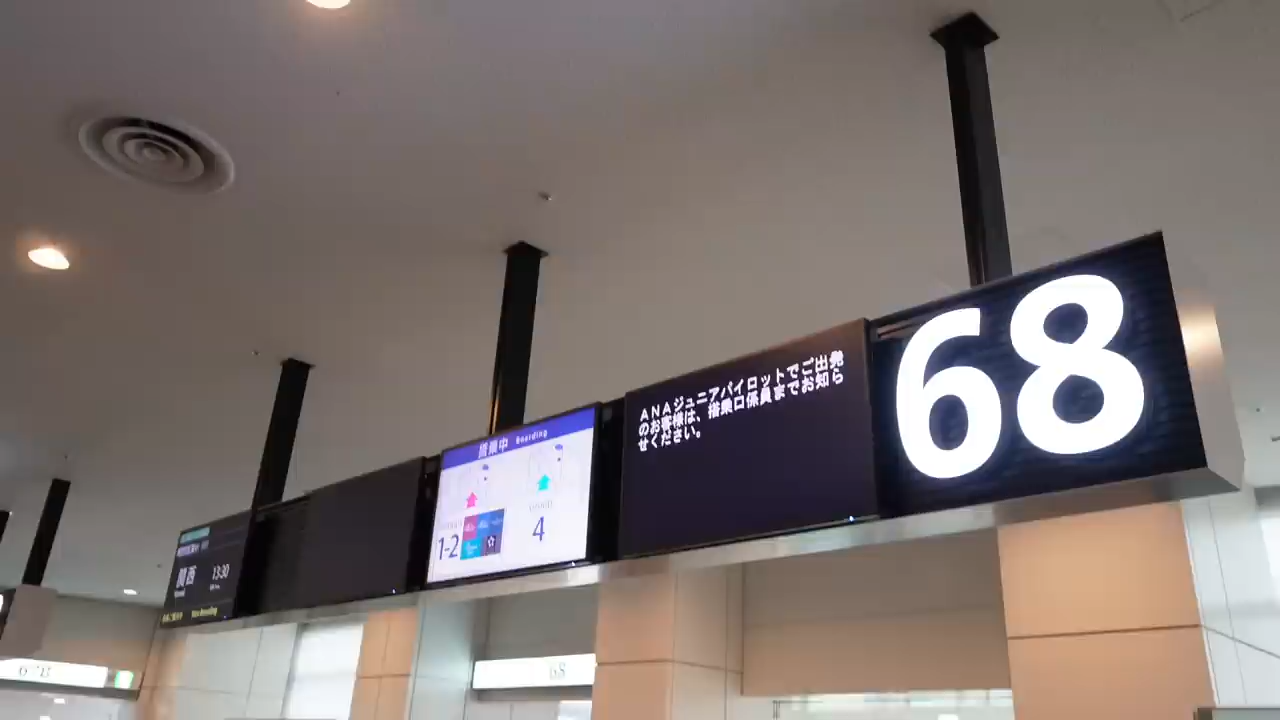 関西 13:30
Now Boarding
搭乗中 Boarding
1-2
4
ANAジュニアパイロットでご出発
のお客様は、搭乗口係員までお知ら
せください。
68
68